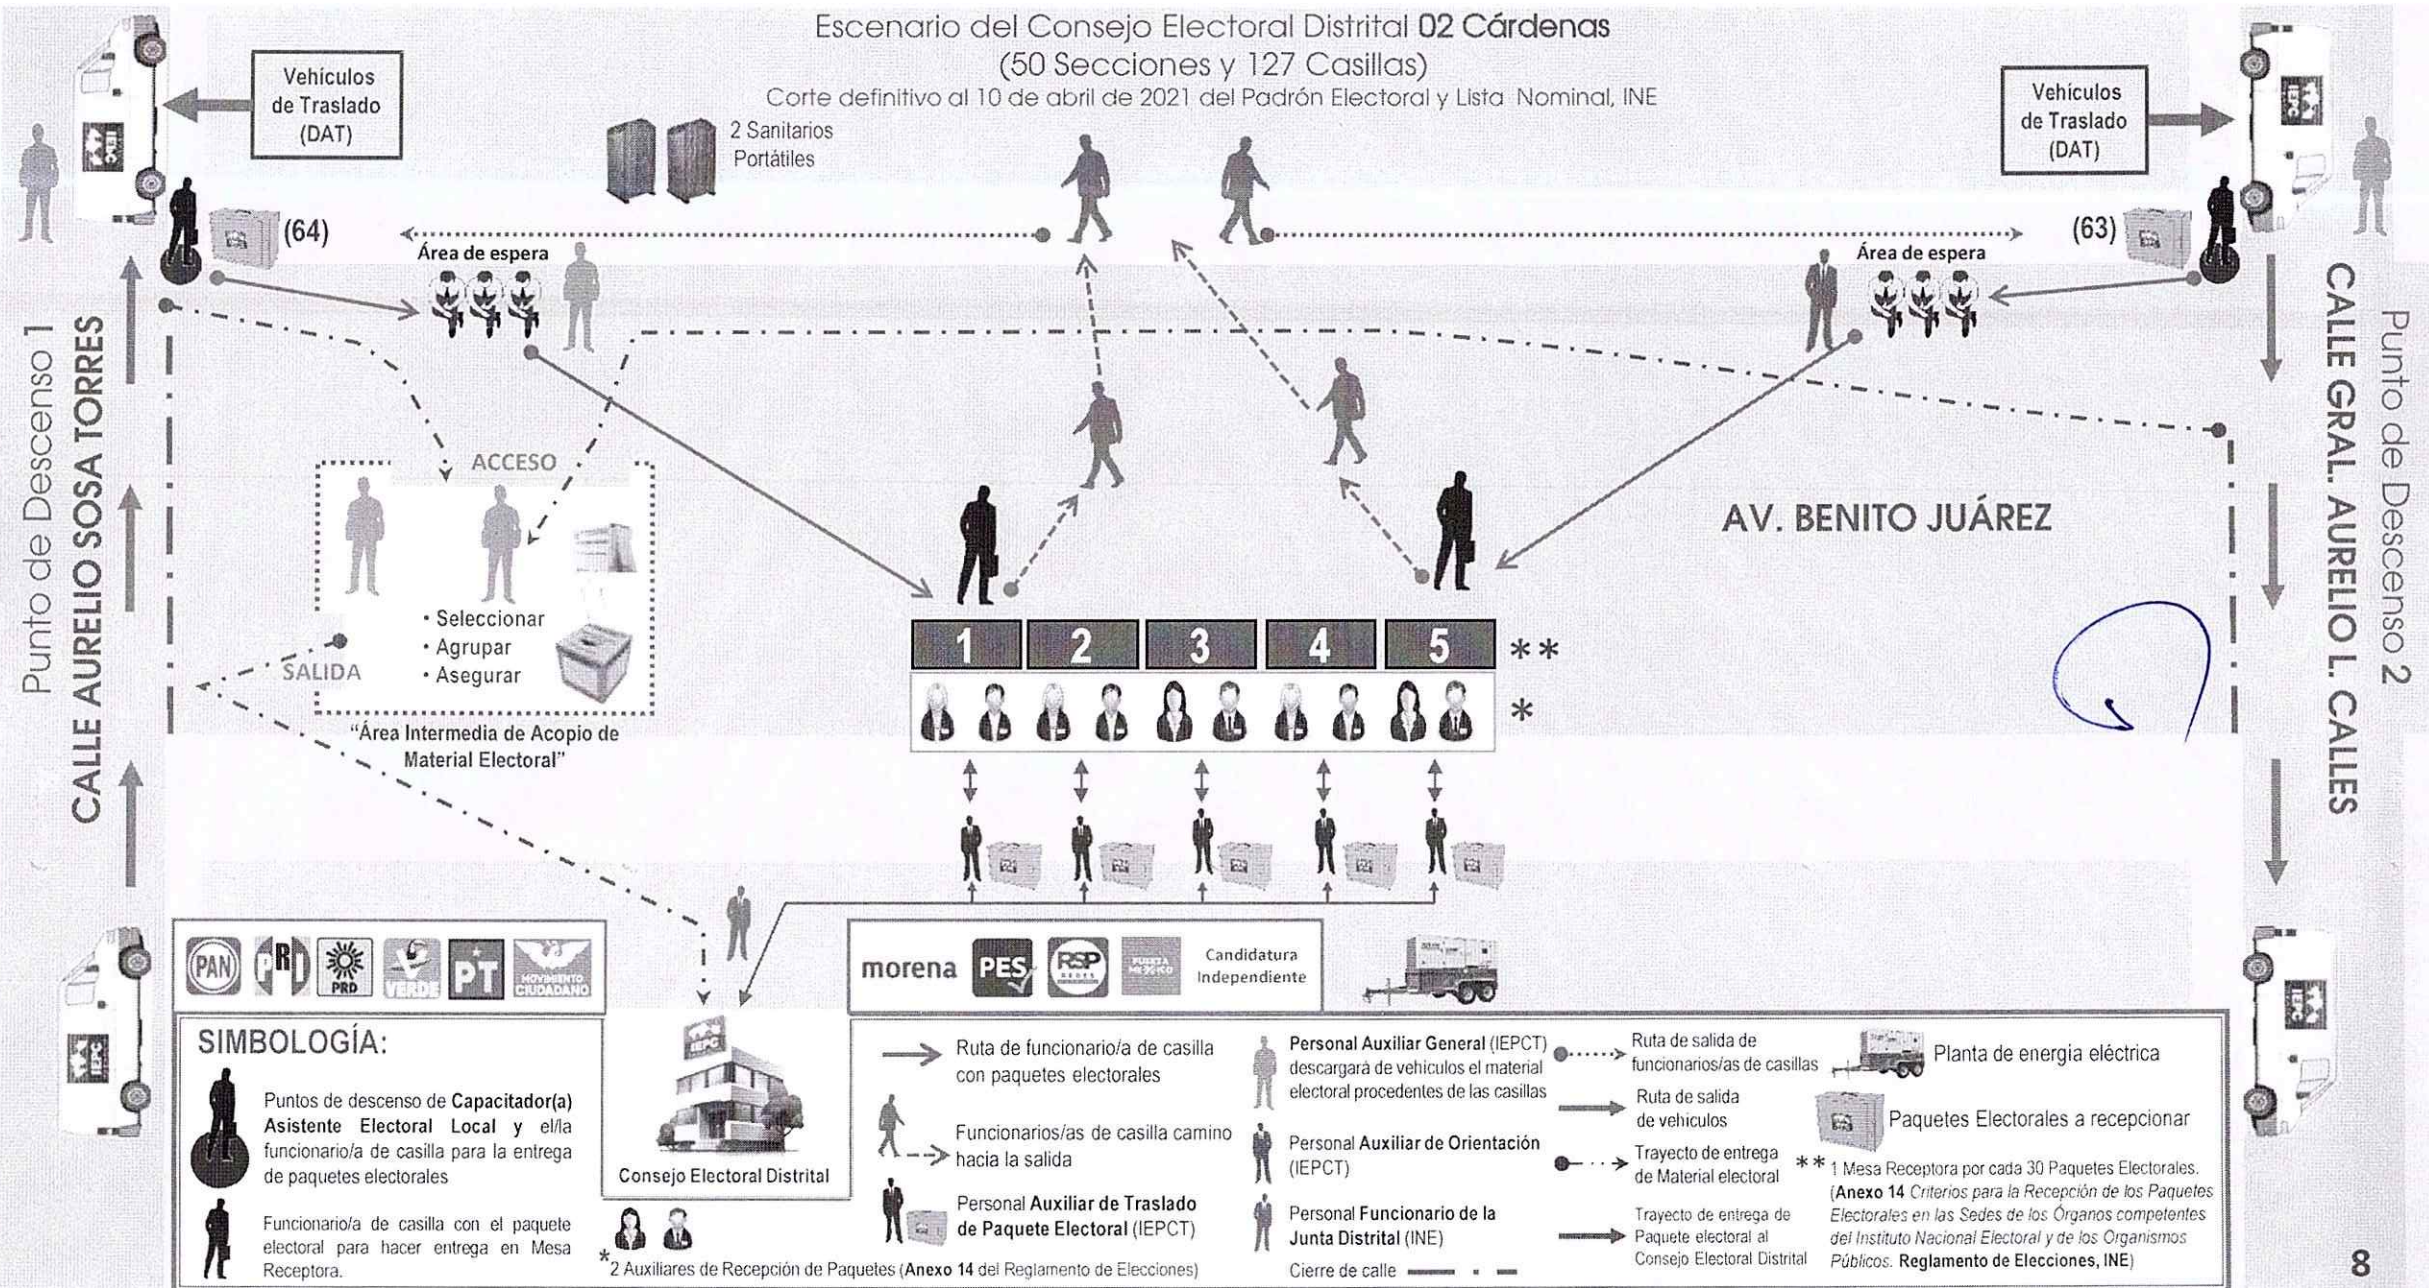 Escenario del Consejo Electoral Distrital 02 Cárdenas
(50 Secciones y 127 Casillas)
Corte definitivo al 10 de abril de 2021 del Padrón Electoral y Lista Nominal, INE
Vehículos
de Traslado
(DAT)
2 Sanitarios
Portátiles
Vehículos
de Traslado
(DAT)
IEPC
IEPC
(64)
(63)
Área de espera
Área de espera
Punto de Descenso 1
CALLE AURELIO SOSA TORRES
Punto de Descenso 2
CALLE GRAL. AURELIO L. CALLES
ACCESO
AV. BENITO JUÁREZ
• Seleccionar
• Agrupar
• Asegurar
SALIDA
"Área Intermedia de Acopio de
Material Electoral"
1 2 3 4 5 **
*
PAN
PRI
PRD
VERDE
PT
MOVIMIENTO
CIUDADANO
morena
PES
RSP
REDES
Candidatura
Independiente
IEPC
IEPC
SIMBOLOGÍA:
Puntos de descenso de Capacitador(a)
Asistente Electoral Local y el/la
funcionario/a de casilla para la entrega
de paquetes electorales
Funcionario/a de casilla con el paquete
electoral para hacer entrega en Mesa
Receptora.
IEPC
Consejo Electoral Distrital
*2 Auxiliares de Recepción de Paquetes (Anexo 14 del Reglamento de Elecciones)
Ruta de funcionario/a de casilla
con paquetes electorales
Funcionarios/as de casilla camino
hacia la salida
Personal Auxiliar de Traslado
de Paquete Electoral (IEPCT)
Personal Auxiliar General (IEPCT)
descargará de vehículos el material
electoral procedentes de las casillas
Personal Auxiliar de Orientación
(IEPCT)
Personal Funcionario de la
Junta Distrital (INE)
Cierre de calle
Ruta de salida de
funcionarios/as de casillas
Ruta de salida
de vehículos
Trayecto de entrega
de Material electoral
Trayecto de entrega de
Paquete electoral al
Consejo Electoral Distrital
Planta de energía eléctrica
Paquetes Electorales a recepcionar
** 1 Mesa Receptora por cada 30 Paquetes Electorales.
(Anexo 14 Criterios para la Recepción de los Paquetes
Electorales en las Sedes de los Órganos competentes
del Instituto Nacional Electoral y de los Organismos
Públicos. Reglamento de Elecciones, INE)
8